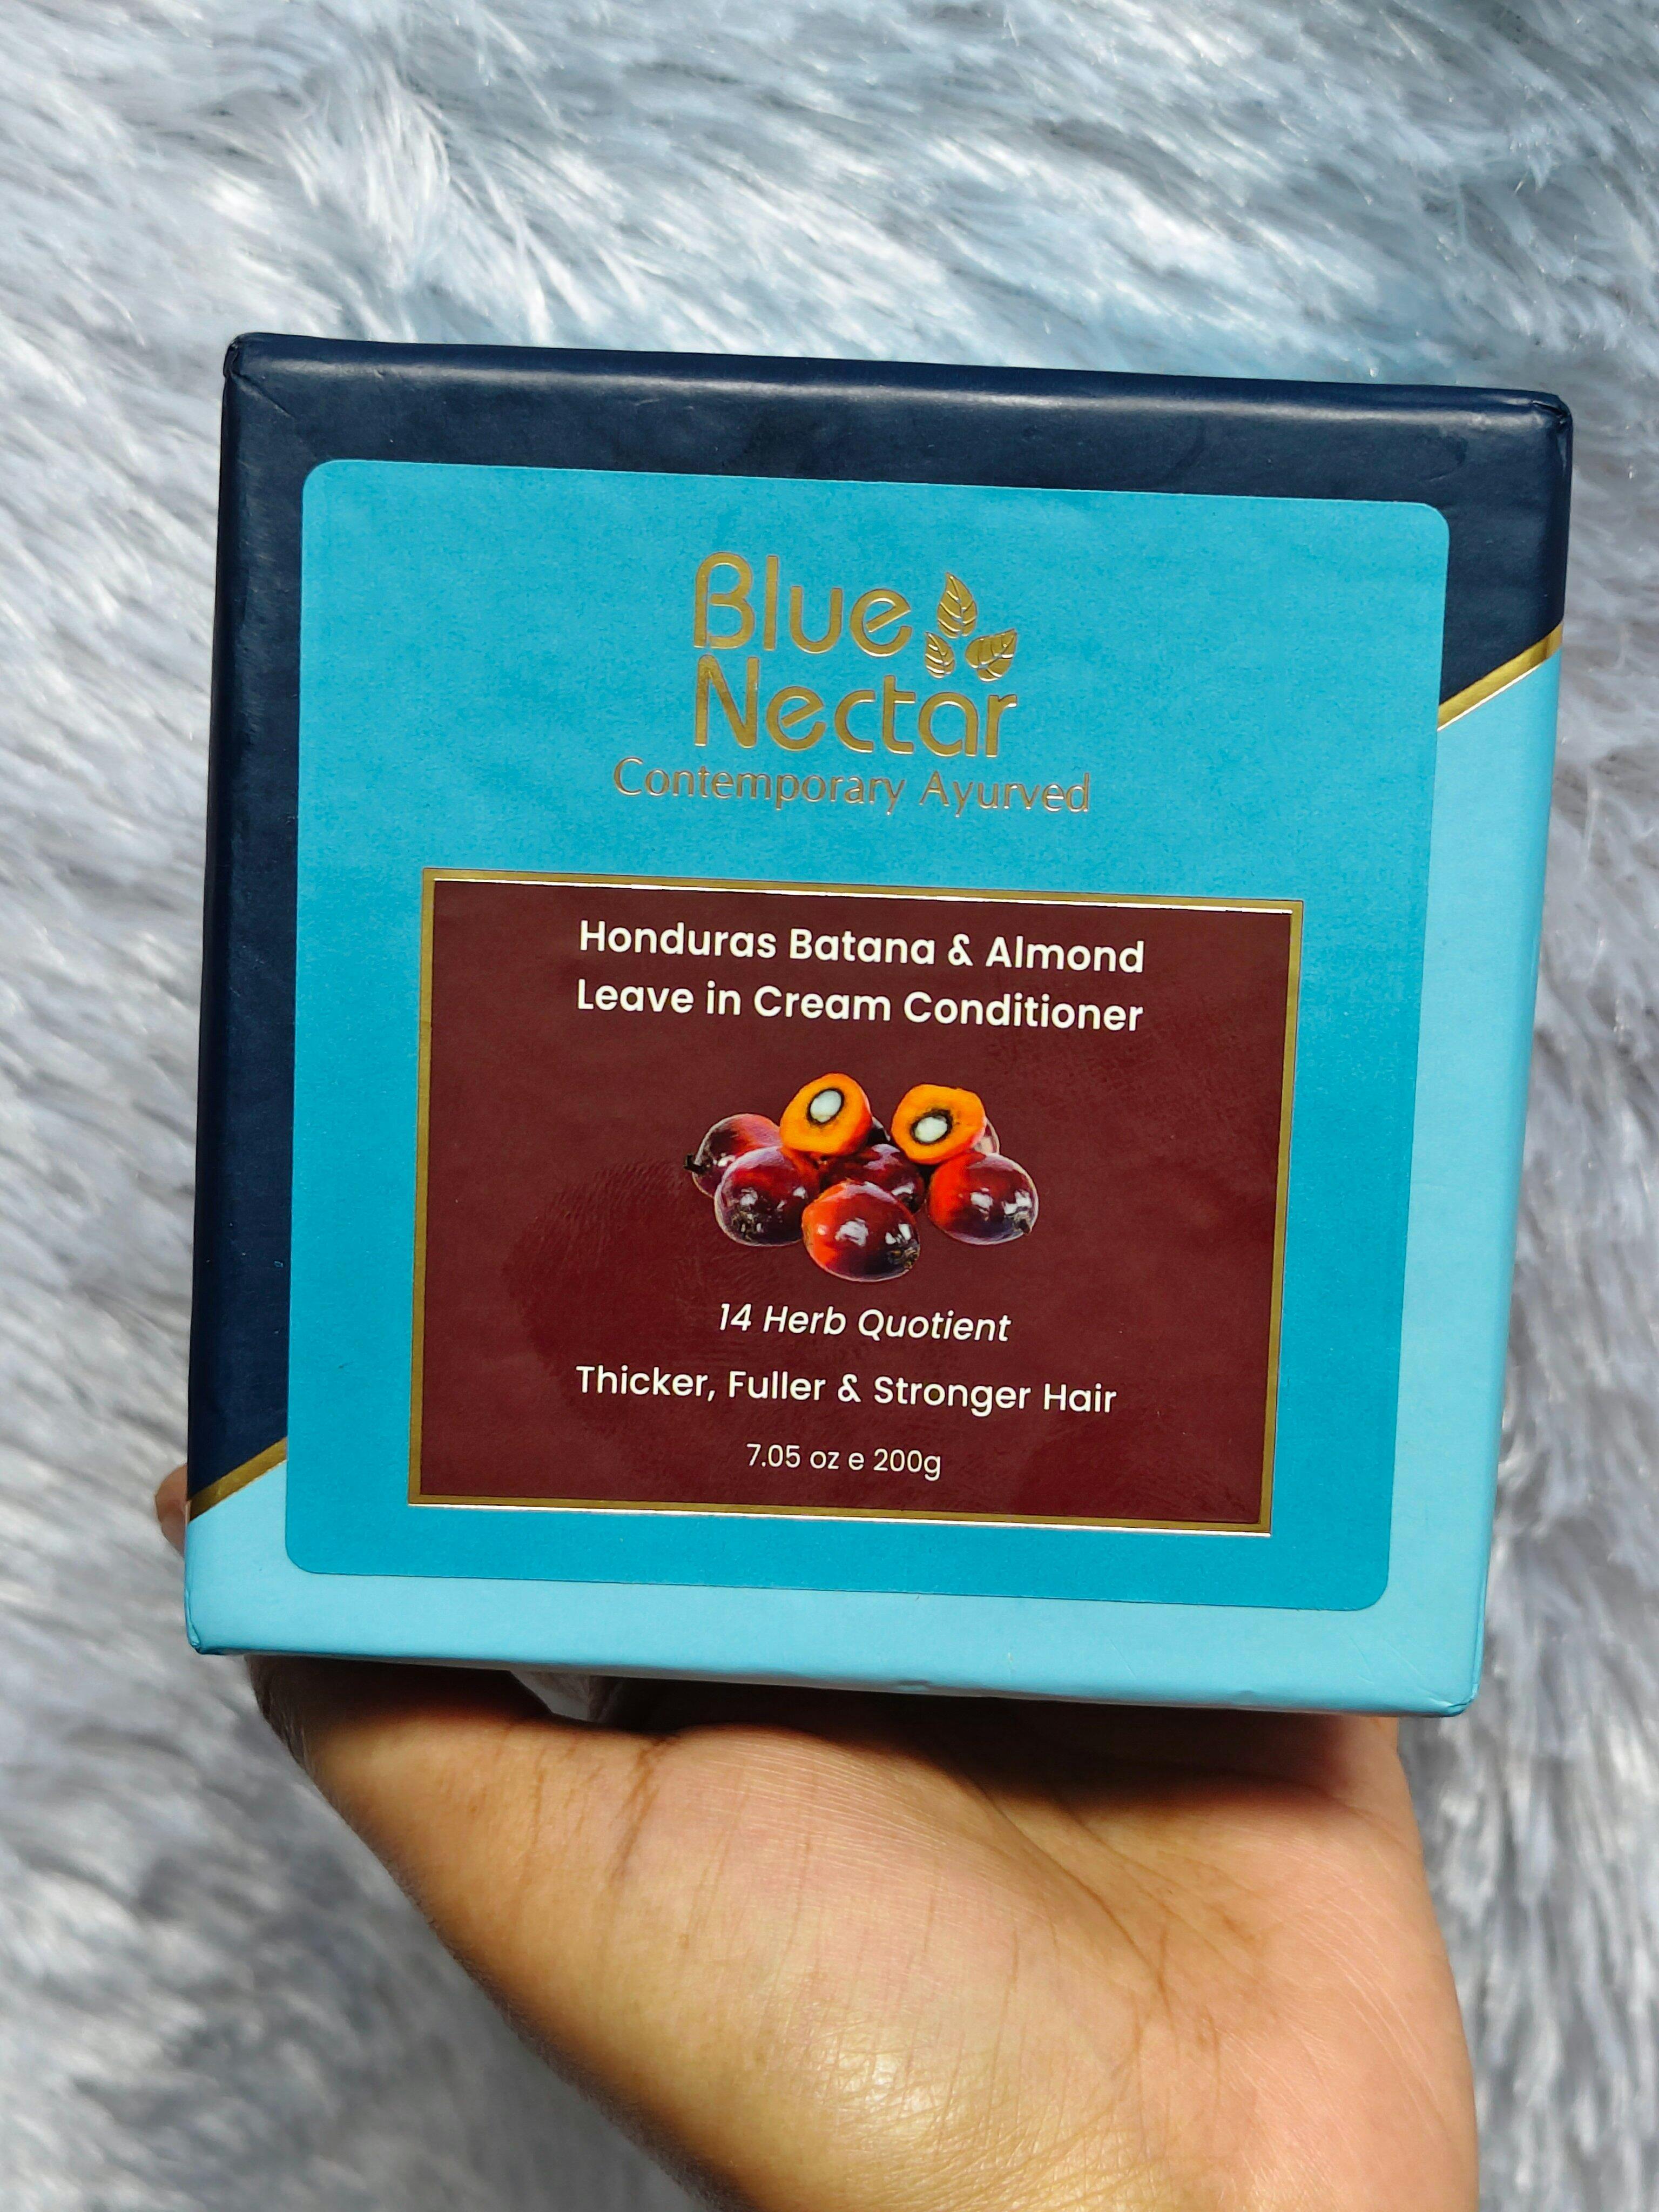 Blue
Nectar
Contemporary Ayurved
Honduras Batana & Almond
Leave in Cream Conditioner
14 Herb Quotient
Thicker, Fuller & Stronger Hair
7.05 oz e 200g